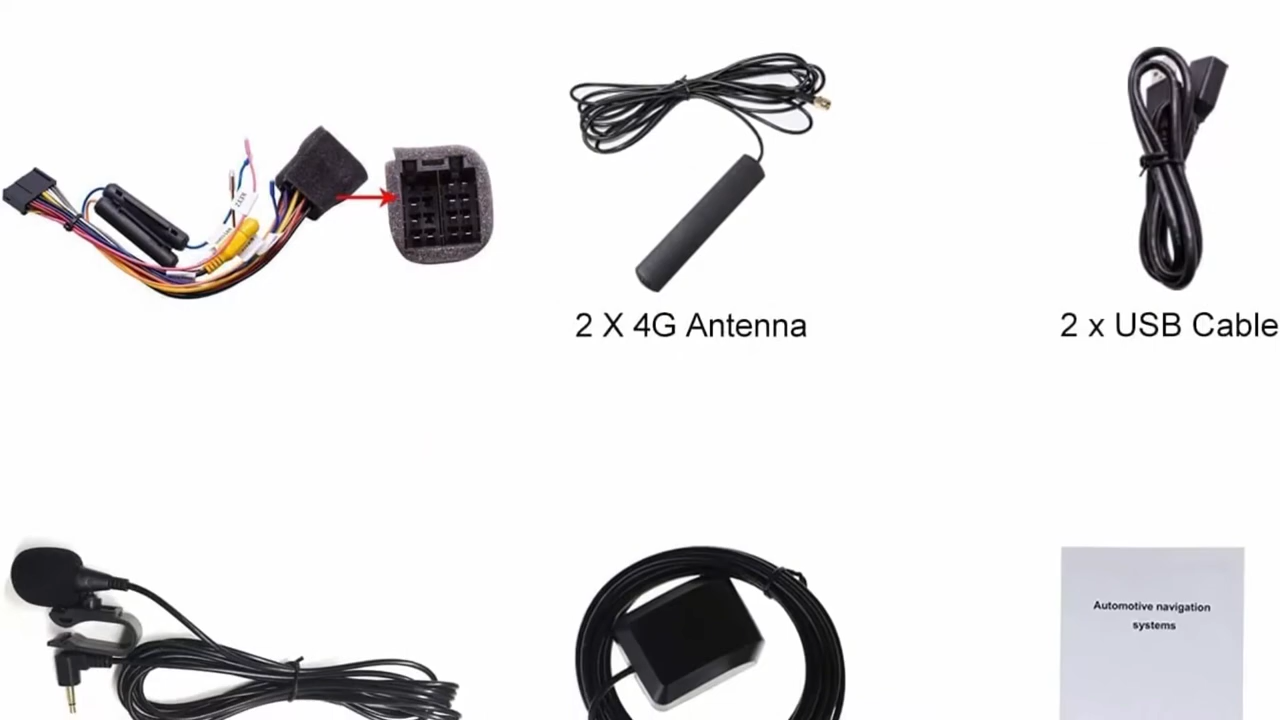 2 X 4G Antenna
2 x USB Cable
Automotive navigation
systems